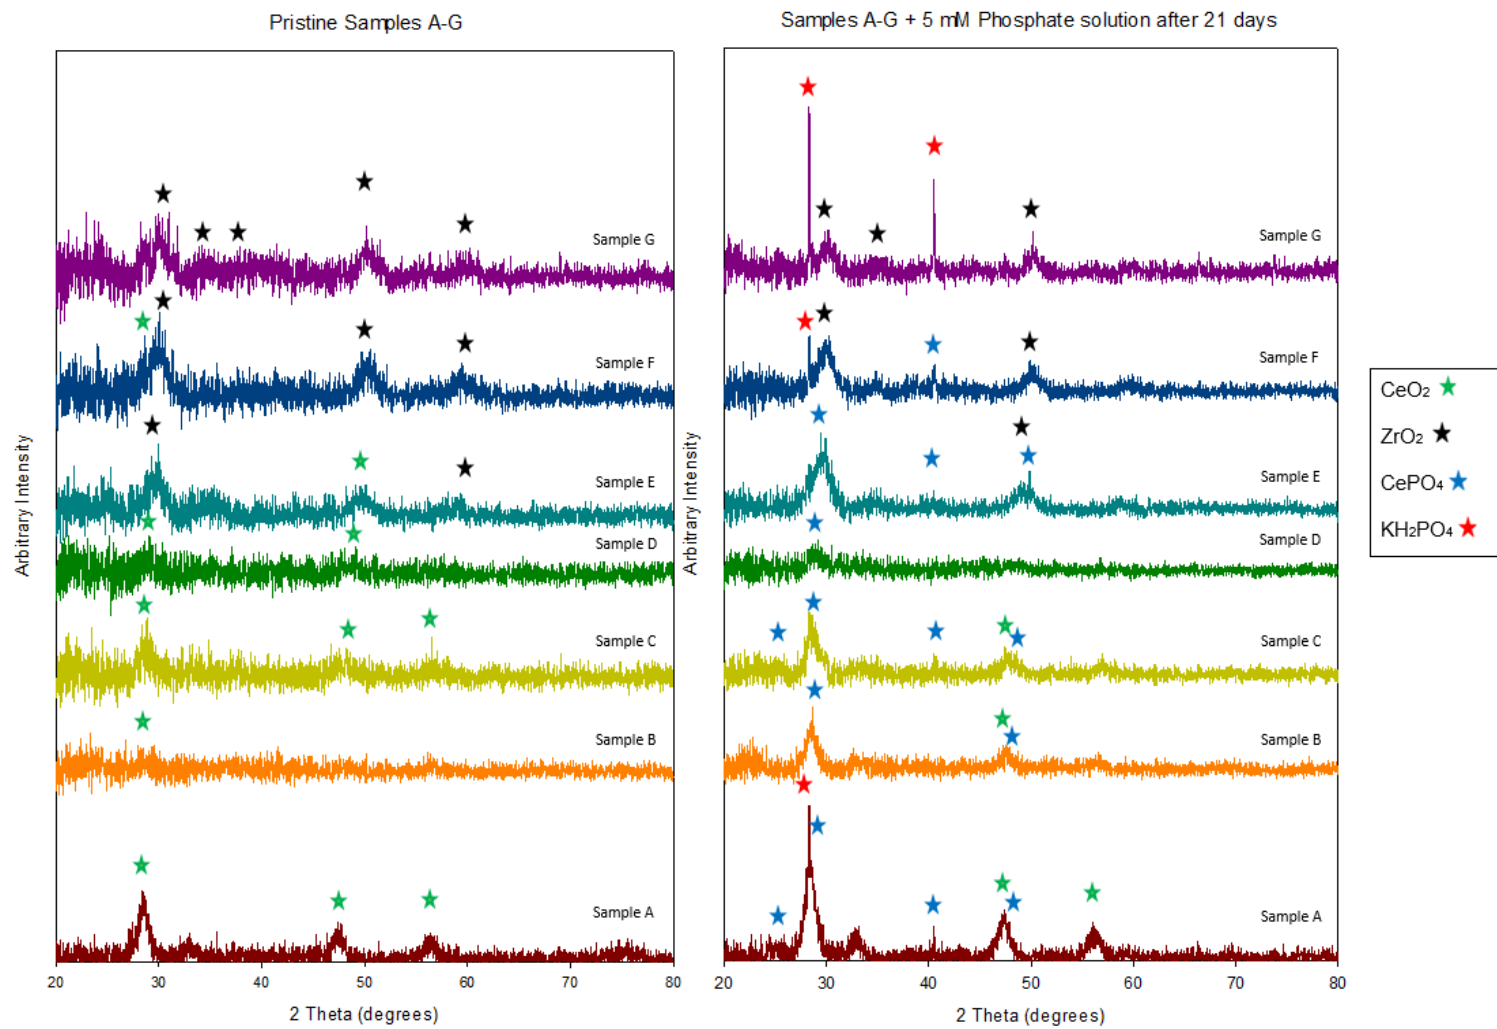 Pristine Samples A-G
Samples A-G + 5 mM Phosphate solution after 21 days
Arbitrary Intensity
Sample G
Sample F
Sample E
Sample D
Sample C
Sample B
Sample A
20 30 40 50 60 70 80
2 Theta (degrees)
Arbitrary Intensity
Sample G
Sample F
Sample E
Sample D
Sample C
Sample B
Sample A
20 30 40 50 60 70 80
2 Theta (degrees)
CeO₂
ZrO₂
CePO₄
KH₂PO₄